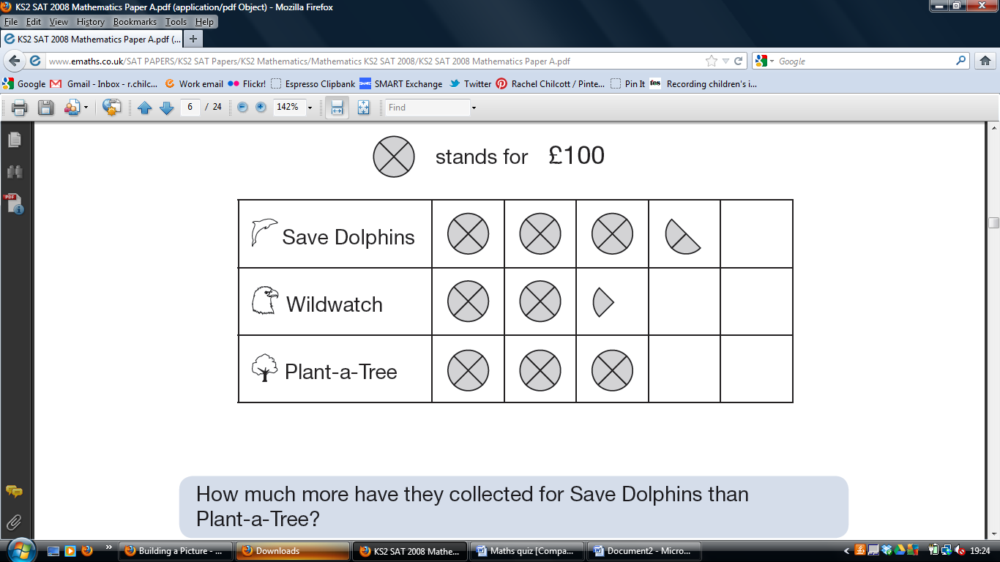 KS2 SAT 2008 Mathematics Paper A.pdf (application/pdf Object) - Mozilla Firefox
File Edit View History Bookmarks Tools Help
KS2 SAT 2008 Mathematics Paper A.pdf (... +
www.emaths.co.uk/SAT PAPERS/KS2 SAT Papers/KS2 Mathematics/Mathematics KS2 SAT 2008/KS2 SAT 2008 Mathematics Paper A.pdf Google
Google Gmail - Inbox - r.chilc... Work email Flickr! Espresso Clipbank SMART Exchange Twitter Rachel Chilcott / Pinte... Pin It tes Recording children's i...
6 / 24 142% Find
PDF
stands for £100
Save Dolphins
Wildwatch
Plant-a-Tree
How much more have they collected for Save Dolphins than
Plant-a-Tree?
Building a Picture - ... Downloads KS2 SAT 2008 Mathe... Maths quiz [Compa... Document2 - Micro... 19:24